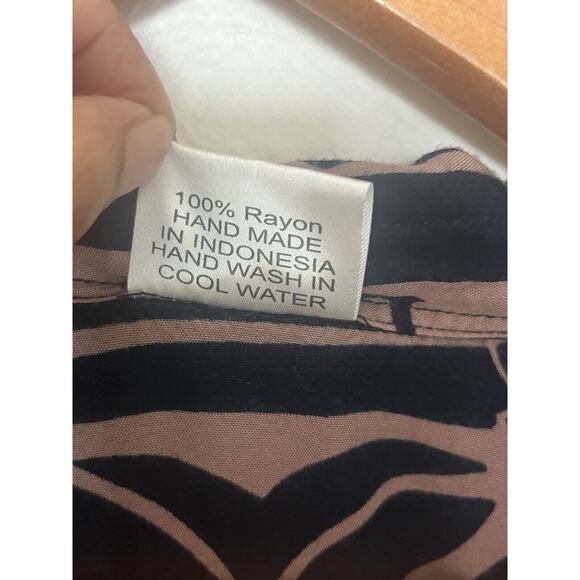 100% Rayon
HAND MADE
IN INDONESIA
HAND WASH IN
COOL WATER